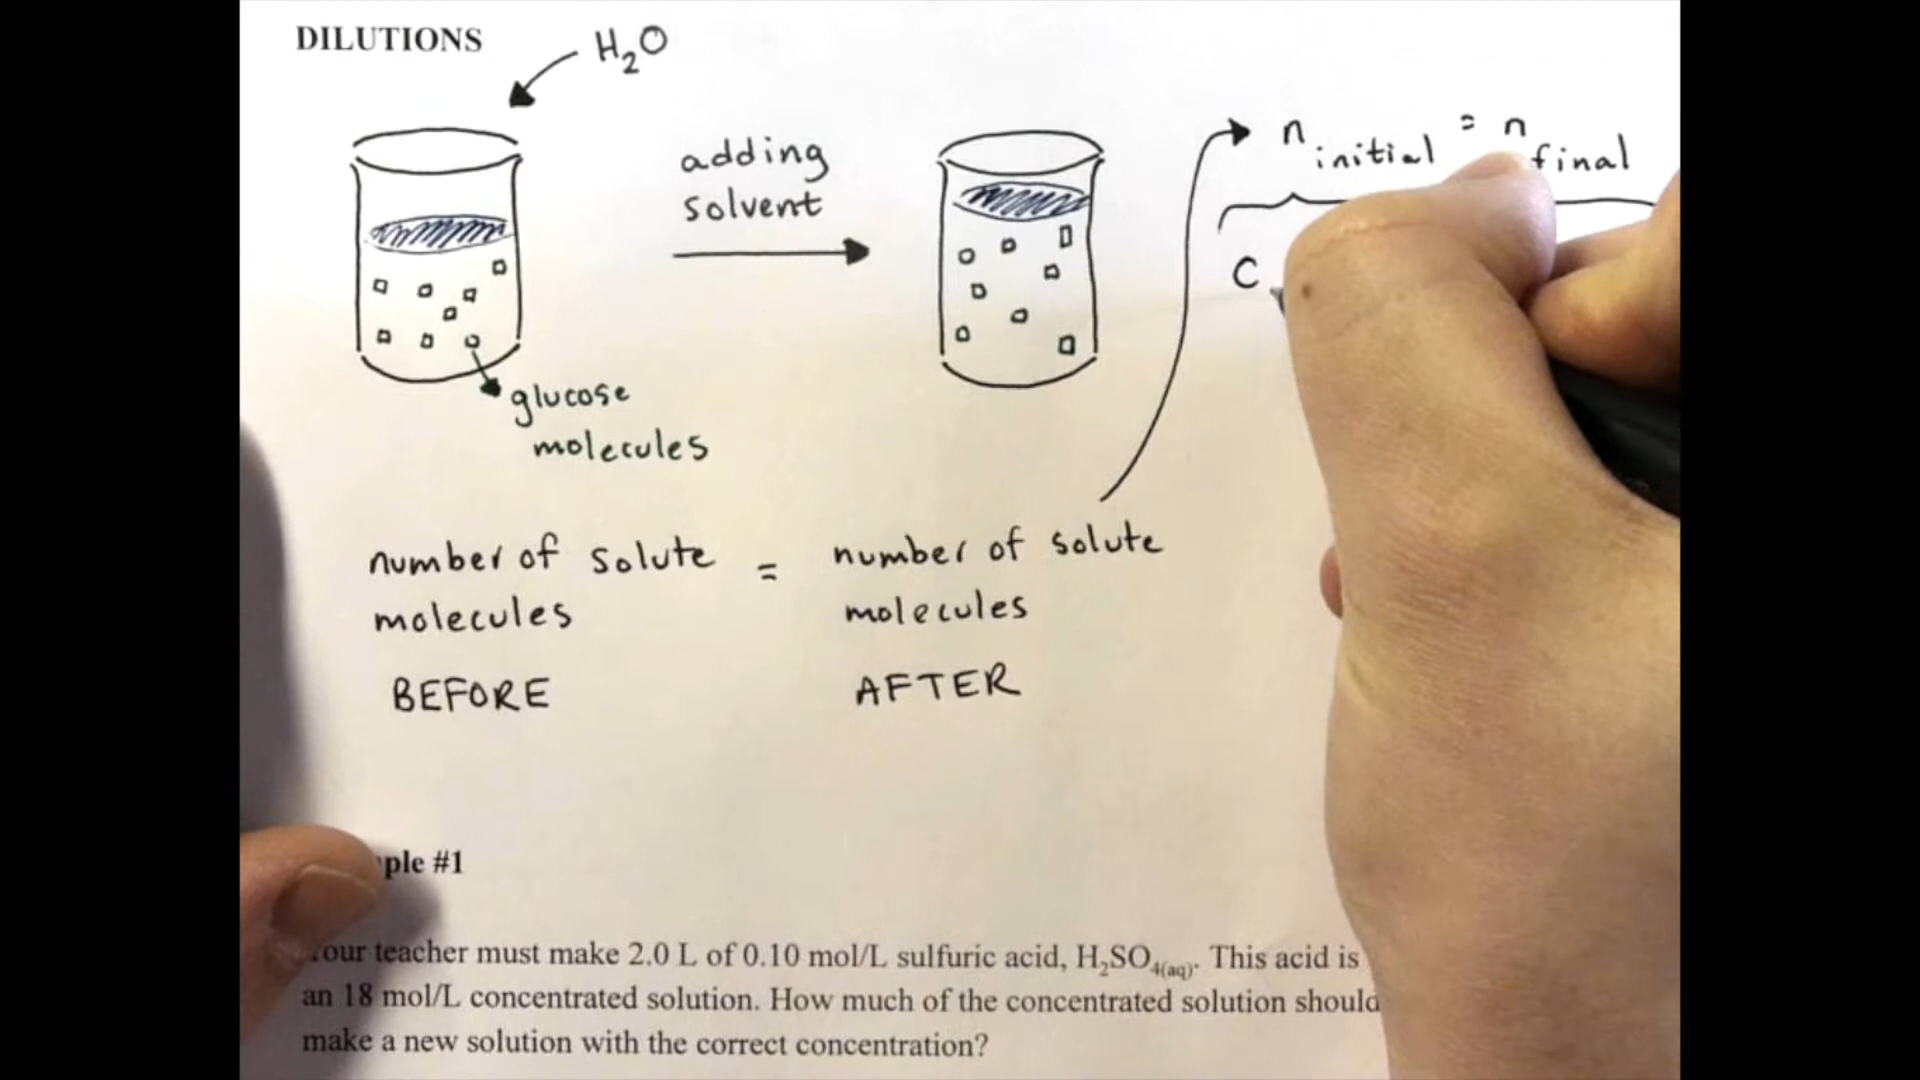 DILUTIONS
H₂O
adding
solvent
n initial = n final
C
glucose
molecules
number of solute
molecules
BEFORE
=
number of solute
molecules
AFTER
ple #1
our teacher must make 2.0 L of 0.10 mol/L sulfuric acid, H₂SO₄(aq). This acid is
an 18 mol/L concentrated solution. How much of the concentrated solution should
make a new solution with the correct concentration?